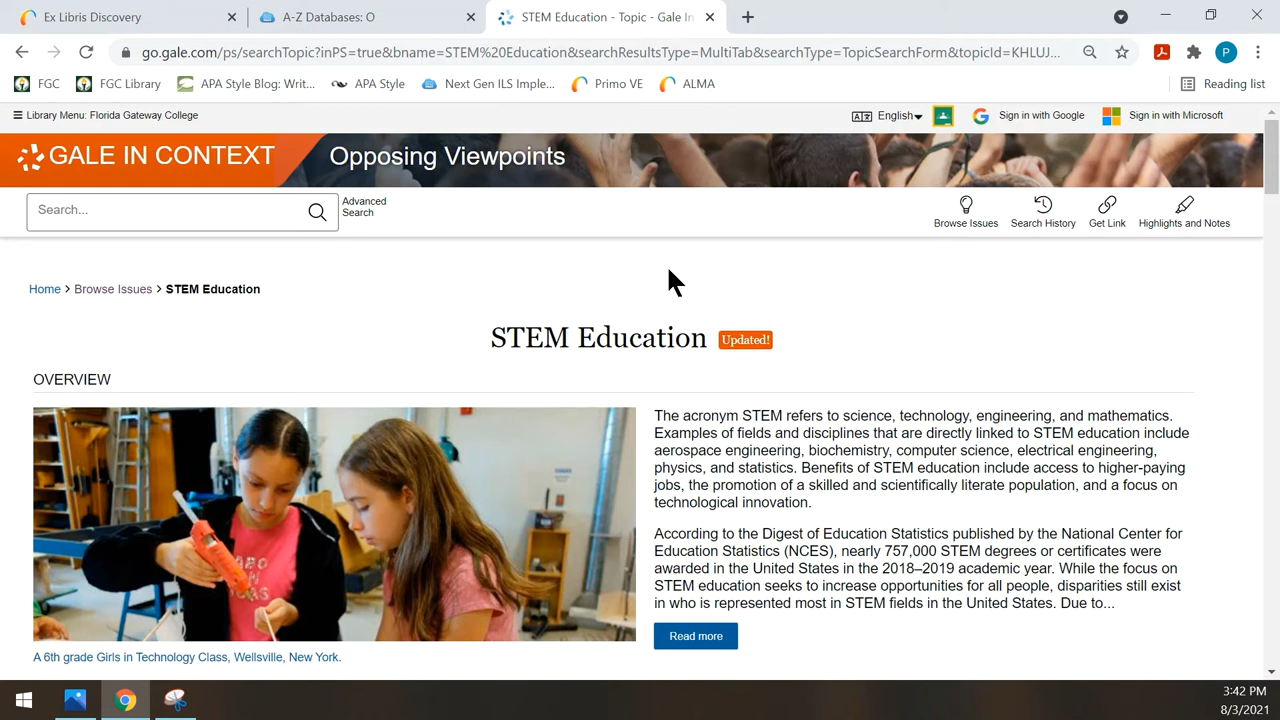 Ex Libris Discovery
A-Z Databases: O
STEM Education - Topic - Gale In
go.gale.com/ps/searchTopic?inPS=true&bname=STEM%20Education&searchResultsType=MultiTab&searchType=TopicSearchForm&topicId=KHLUJ...
P
FGC
FGC Library
APA Style Blog: Writ...
APA Style
Next Gen ILS Imple...
Primo VE
ALMA
Reading list
Library Menu: Florida Gateway College
English
Sign in with Google
Sign in with Microsoft
GALE IN CONTEXT
Opposing Viewpoints
Search...
Advanced
Search
Browse Issues
Search History
Get Link
Highlights and Notes
Home > Browse Issues > STEM Education
STEM Education Updated!
OVERVIEW
The acronym STEM refers to science, technology, engineering, and mathematics.
Examples of fields and disciplines that are directly linked to STEM education include
aerospace engineering, biochemistry, computer science, electrical engineering,
physics, and statistics. Benefits of STEM education include access to higher-paying
jobs, the promotion of a skilled and scientifically literate population, and a focus on
technological innovation.
According to the Digest of Education Statistics published by the National Center for
Education Statistics (NCES), nearly 757,000 STEM degrees or certificates were
awarded in the United States in the 2018–2019 academic year. While the focus on
STEM education seeks to increase opportunities for all people, disparities still exist
in who is represented most in STEM fields in the United States. Due to...
Read more
A 6th grade Girls in Technology Class, Wellsville, New York.
3:42 PM
8/3/2021